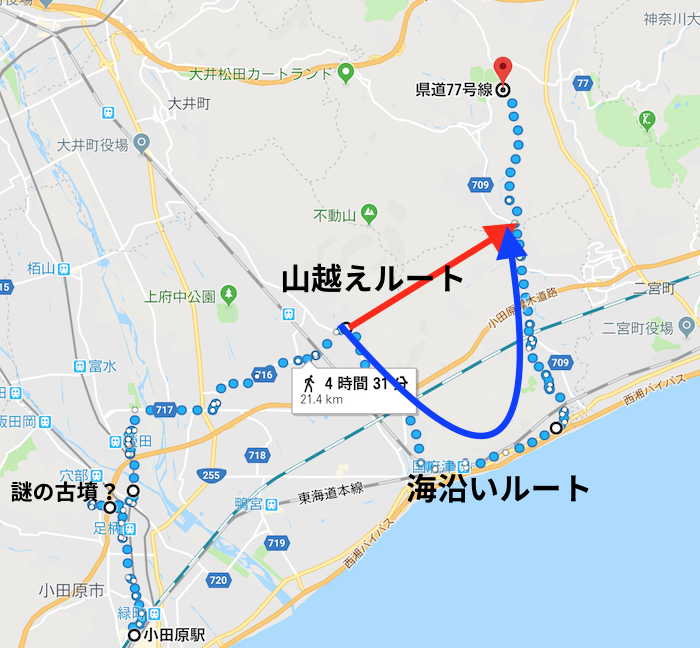 神奈川大
大井松田カートランド
県道77号線
77
大井町
大井町役場
709
不動山
栢山
15
山越えルート
上府中公園
小田原厚木道路
二宮町
二宮町役場
富水
716
4 時間 31 分
21.4 km
709
西湘バイパス
717
飯田岡
螢田
718
国府津
穴部
255
海沿いルート
謎の古墳？
鴨宮
東海道本線
足柄
719
西湘バイパス
720
小田原市
緑町
小田原駅